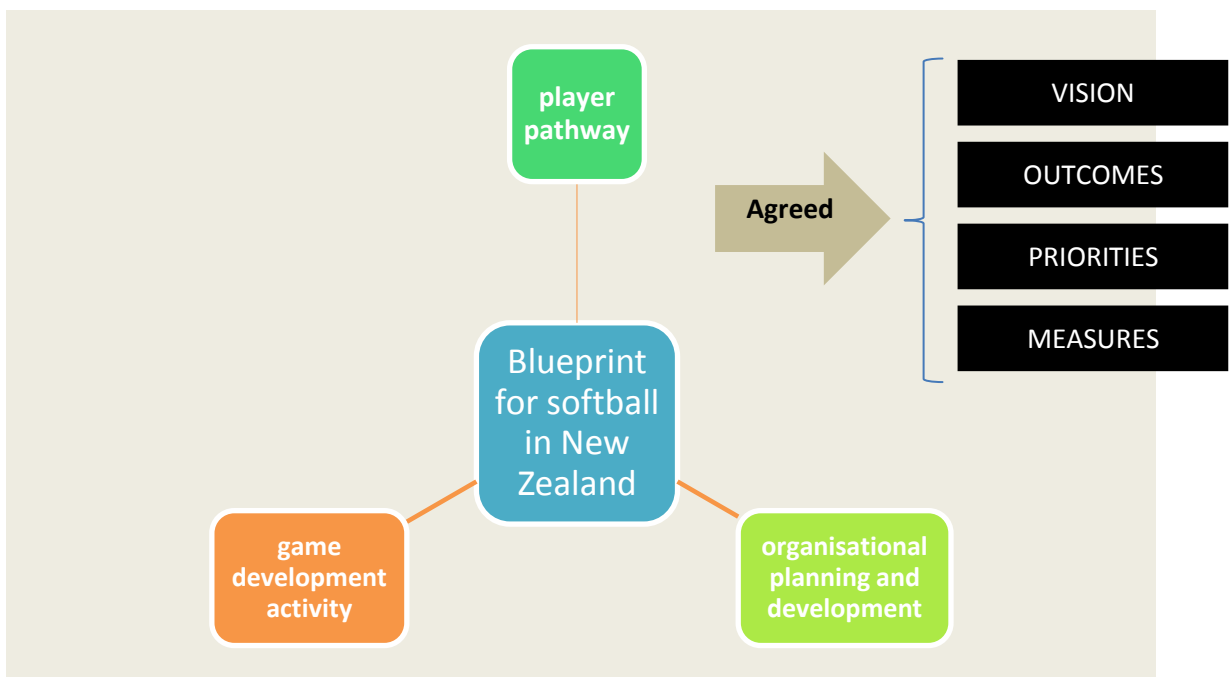 player
pathway
Agreed
VISION
OUTCOMES
PRIORITIES
MEASURES
Blueprint
for softball
in New
Zealand
game
development
activity
organisational
planning and
development